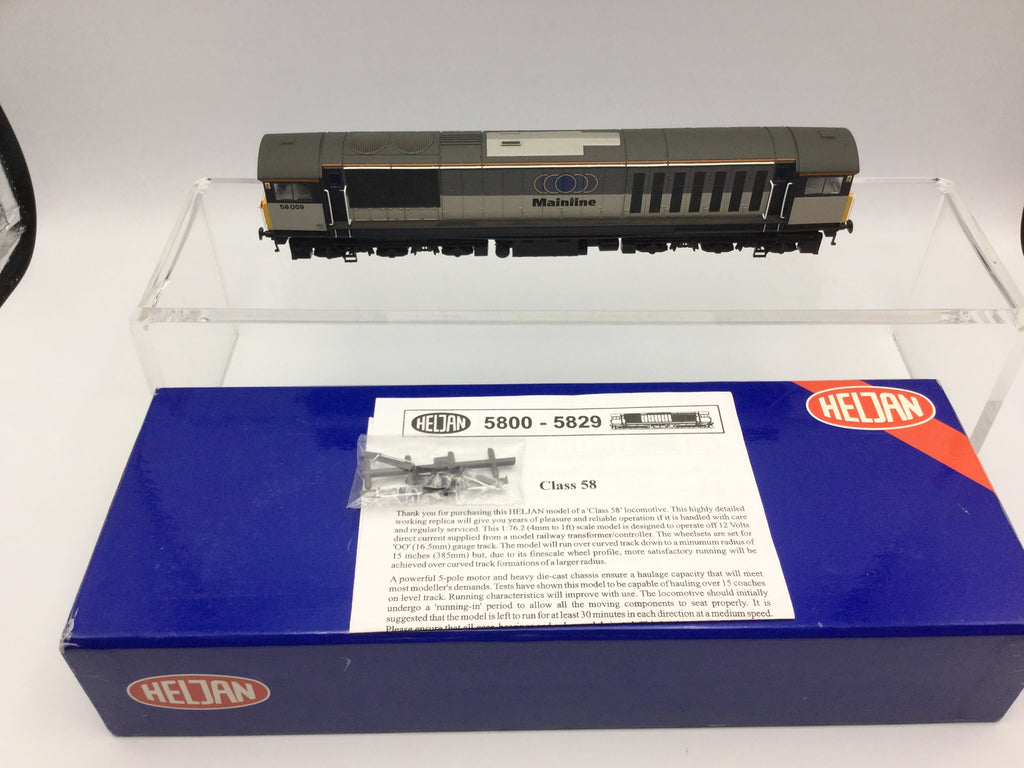 58 009
Mainline
HELJAN
HELJAN 5800 - 5829
Class 58
Thank you for purchasing this HELJAN model of a 'Class 58' locomotive. This highly detailed
working replica will give you years of pleasure and reliable operation if it is handled with care
and regularly serviced. This 1:76.2 (4mm to 1ft) scale model is designed to operate off 12 Volts
direct current supplied from a model railway transformer/controller. The wheelsets are set for
'OO' (16.5mm) gauge track. The model will run over curved track down to a minimum radius of
15 inches (385mm) but, due to its finescale wheel profile, more satisfactory running will be
achieved over curved track formations of a larger radius.
A powerful 5-pole motor and heavy die-cast chassis ensure a haulage capacity that will meet
most modeller's demands. Tests have shown this model to be capable of hauling over 15 coaches
on level track. Running characteristics will improve with use. The locomotive should initially
undergo a 'running-in' period to allow all the moving components to seat properly. It is
suggested that the model is left to run for at least 30 minutes in each direction at a medium speed.
Please ensure that all
HELJAN